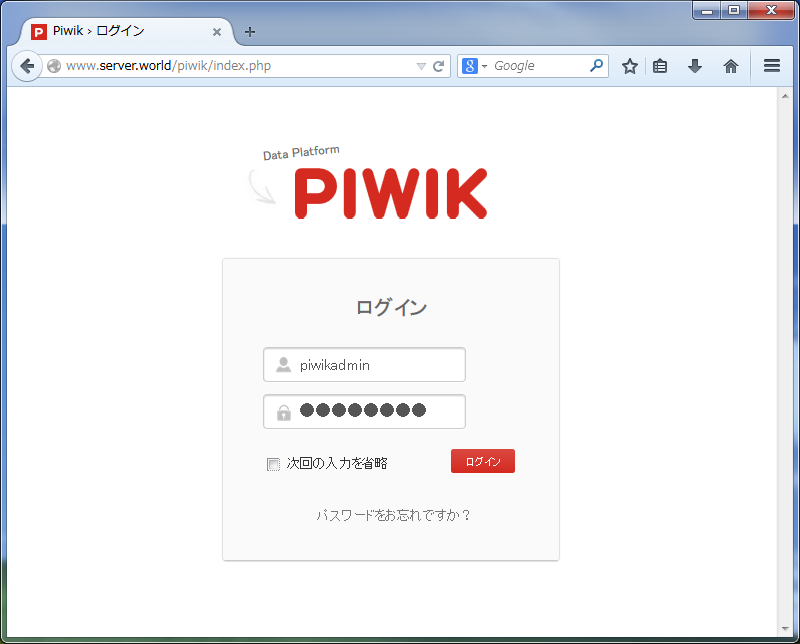 Piwik › ログイン
www.server.world/piwik/index.php
Google
Data Platform
PIWIK
ログイン
piwikadmin
次回の入力を省略
ログイン
パスワードをお忘れですか？